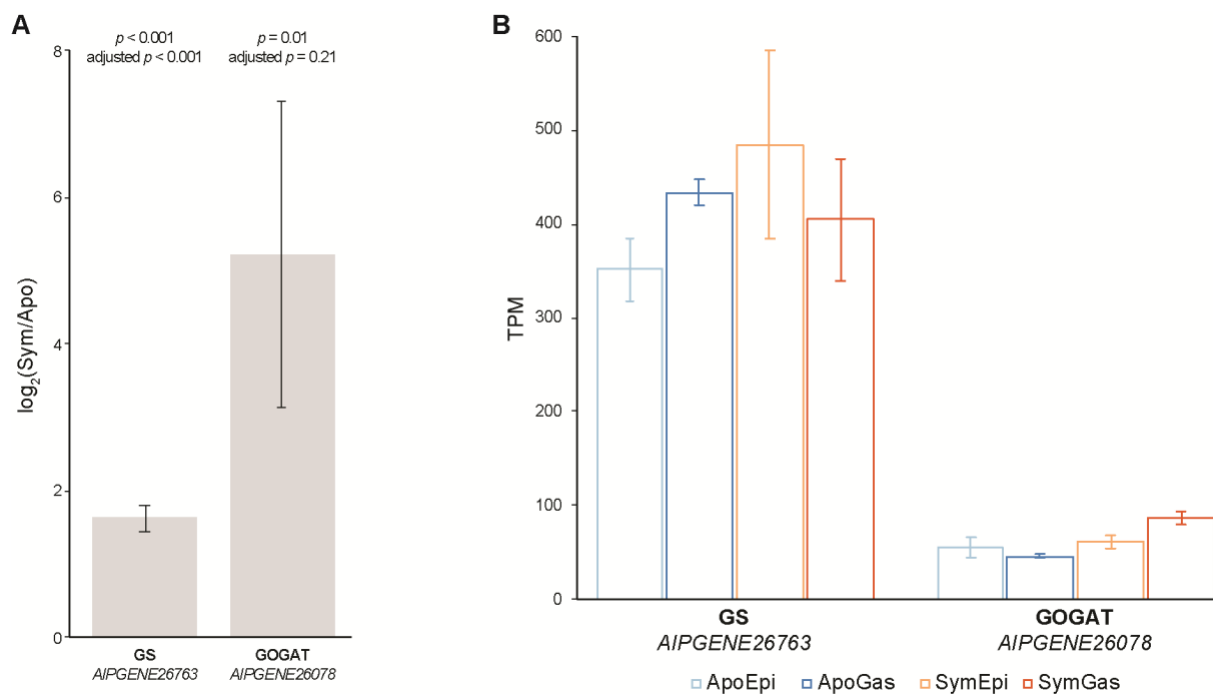 A
p < 0.001
adjusted p < 0.001
p = 0.01
adjusted p = 0.21
8
6
4
2
0
log₂(Sym/Apo)
GS
AIPGENE26763
GOGAT
AIPGENE26078
B
600
500
400
300
200
100
0
TPM
GS
AIPGENE26763
GOGAT
AIPGENE26078
ApoEpi ApoGas SymEpi SymGas